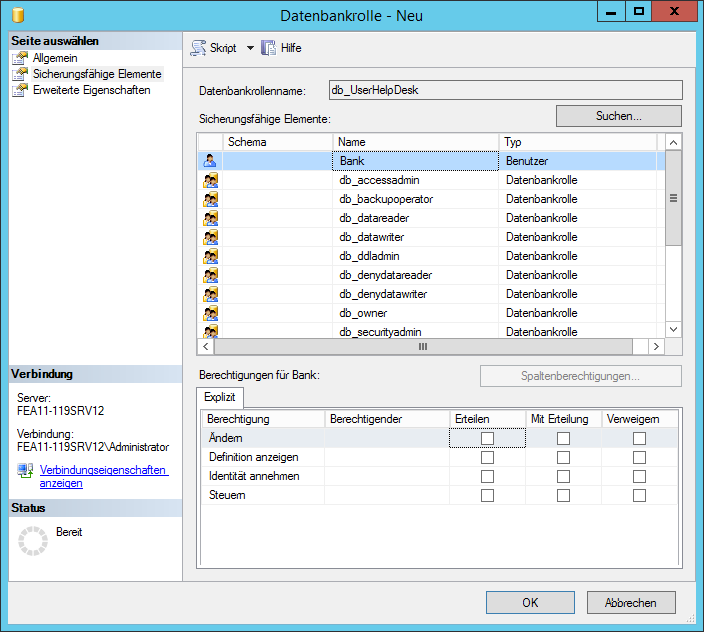 Datenbankrolle - Neu
Seite auswählen
Allgemein
Sicherungsfähige Elemente
Erweiterte Eigenschaften
Skript Hilfe
Datenbankrollenname: db_UserHelpDesk
Sicherungsfähige Elemente: Suchen...
Schema Name Typ
Bank Benutzer
db_accessadmin Datenbankrolle
db_backupoperator Datenbankrolle
db_datareader Datenbankrolle
db_datawriter Datenbankrolle
db_ddladmin Datenbankrolle
db_denydatareader Datenbankrolle
db_denydatawriter Datenbankrolle
db_owner Datenbankrolle
db_securityadmin Datenbankrolle
Berechtigungen für Bank: Spaltenberechtigungen...
Explizit
Berechtigung Berechtigender Erteilen Mit Erteilung Verweigern
Ändern
Definition anzeigen
Identität annehmen
Steuern
Verbindung
Server:
FEA11-119SRV12
Verbindung:
FEA11-119SRV12\Administrator
Verbindungseigenschaften
anzeigen
Status
Bereit
OK Abbrechen